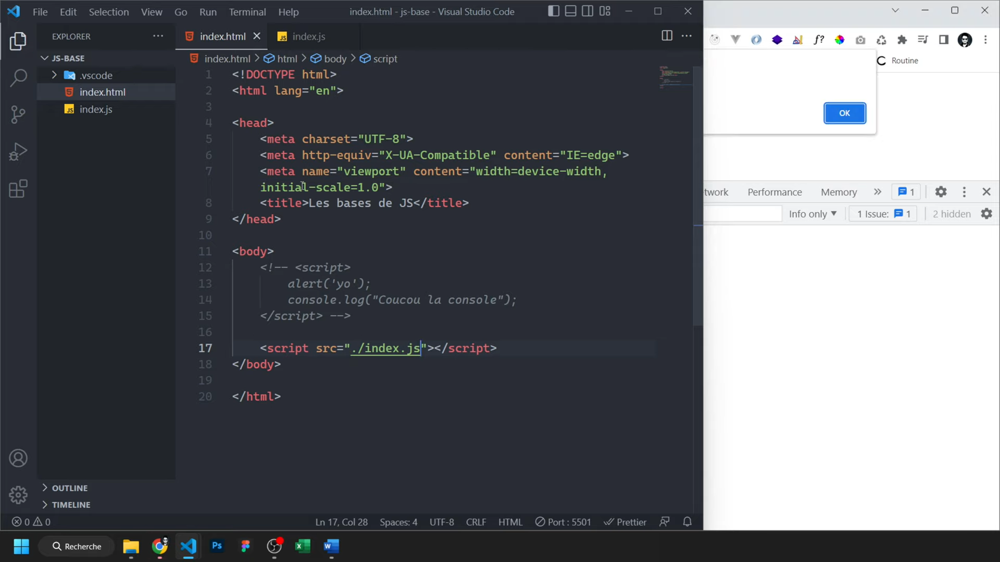 File Edit Selection View Go Run Terminal Help
index.html - js-base - Visual Studio Code
EXPLORER
index.html
JS index.js
JS-BASE
.vscode
index.html
JS index.js
index.html > html > body > script
1 <!DOCTYPE html>
2 <html lang="en">
3
4 <head>
5 <meta charset="UTF-8">
6 <meta http-equiv="X-UA-Compatible" content="IE=edge">
7 <meta name="viewport" content="width=device-width,
initial-scale=1.0">
8 <title>Les bases de JS</title>
9 </head>
10
11 <body>
12 <!-- <script>
13 alert('yo');
14 console.log("Coucou la console");
15 </script> -->
16
17 <script src="./index.js"></script>
18 </body>
19
20 </html>
OUTLINE
TIMELINE
0 0
Ln 17, Col 28 Spaces: 4 UTF-8 CRLF HTML Port : 5501 Prettier
f?
Routine
OK
twork Performance Memory » 1
Info only ▼ 1 Issue: 1 2 hidden
Recherche
Ps